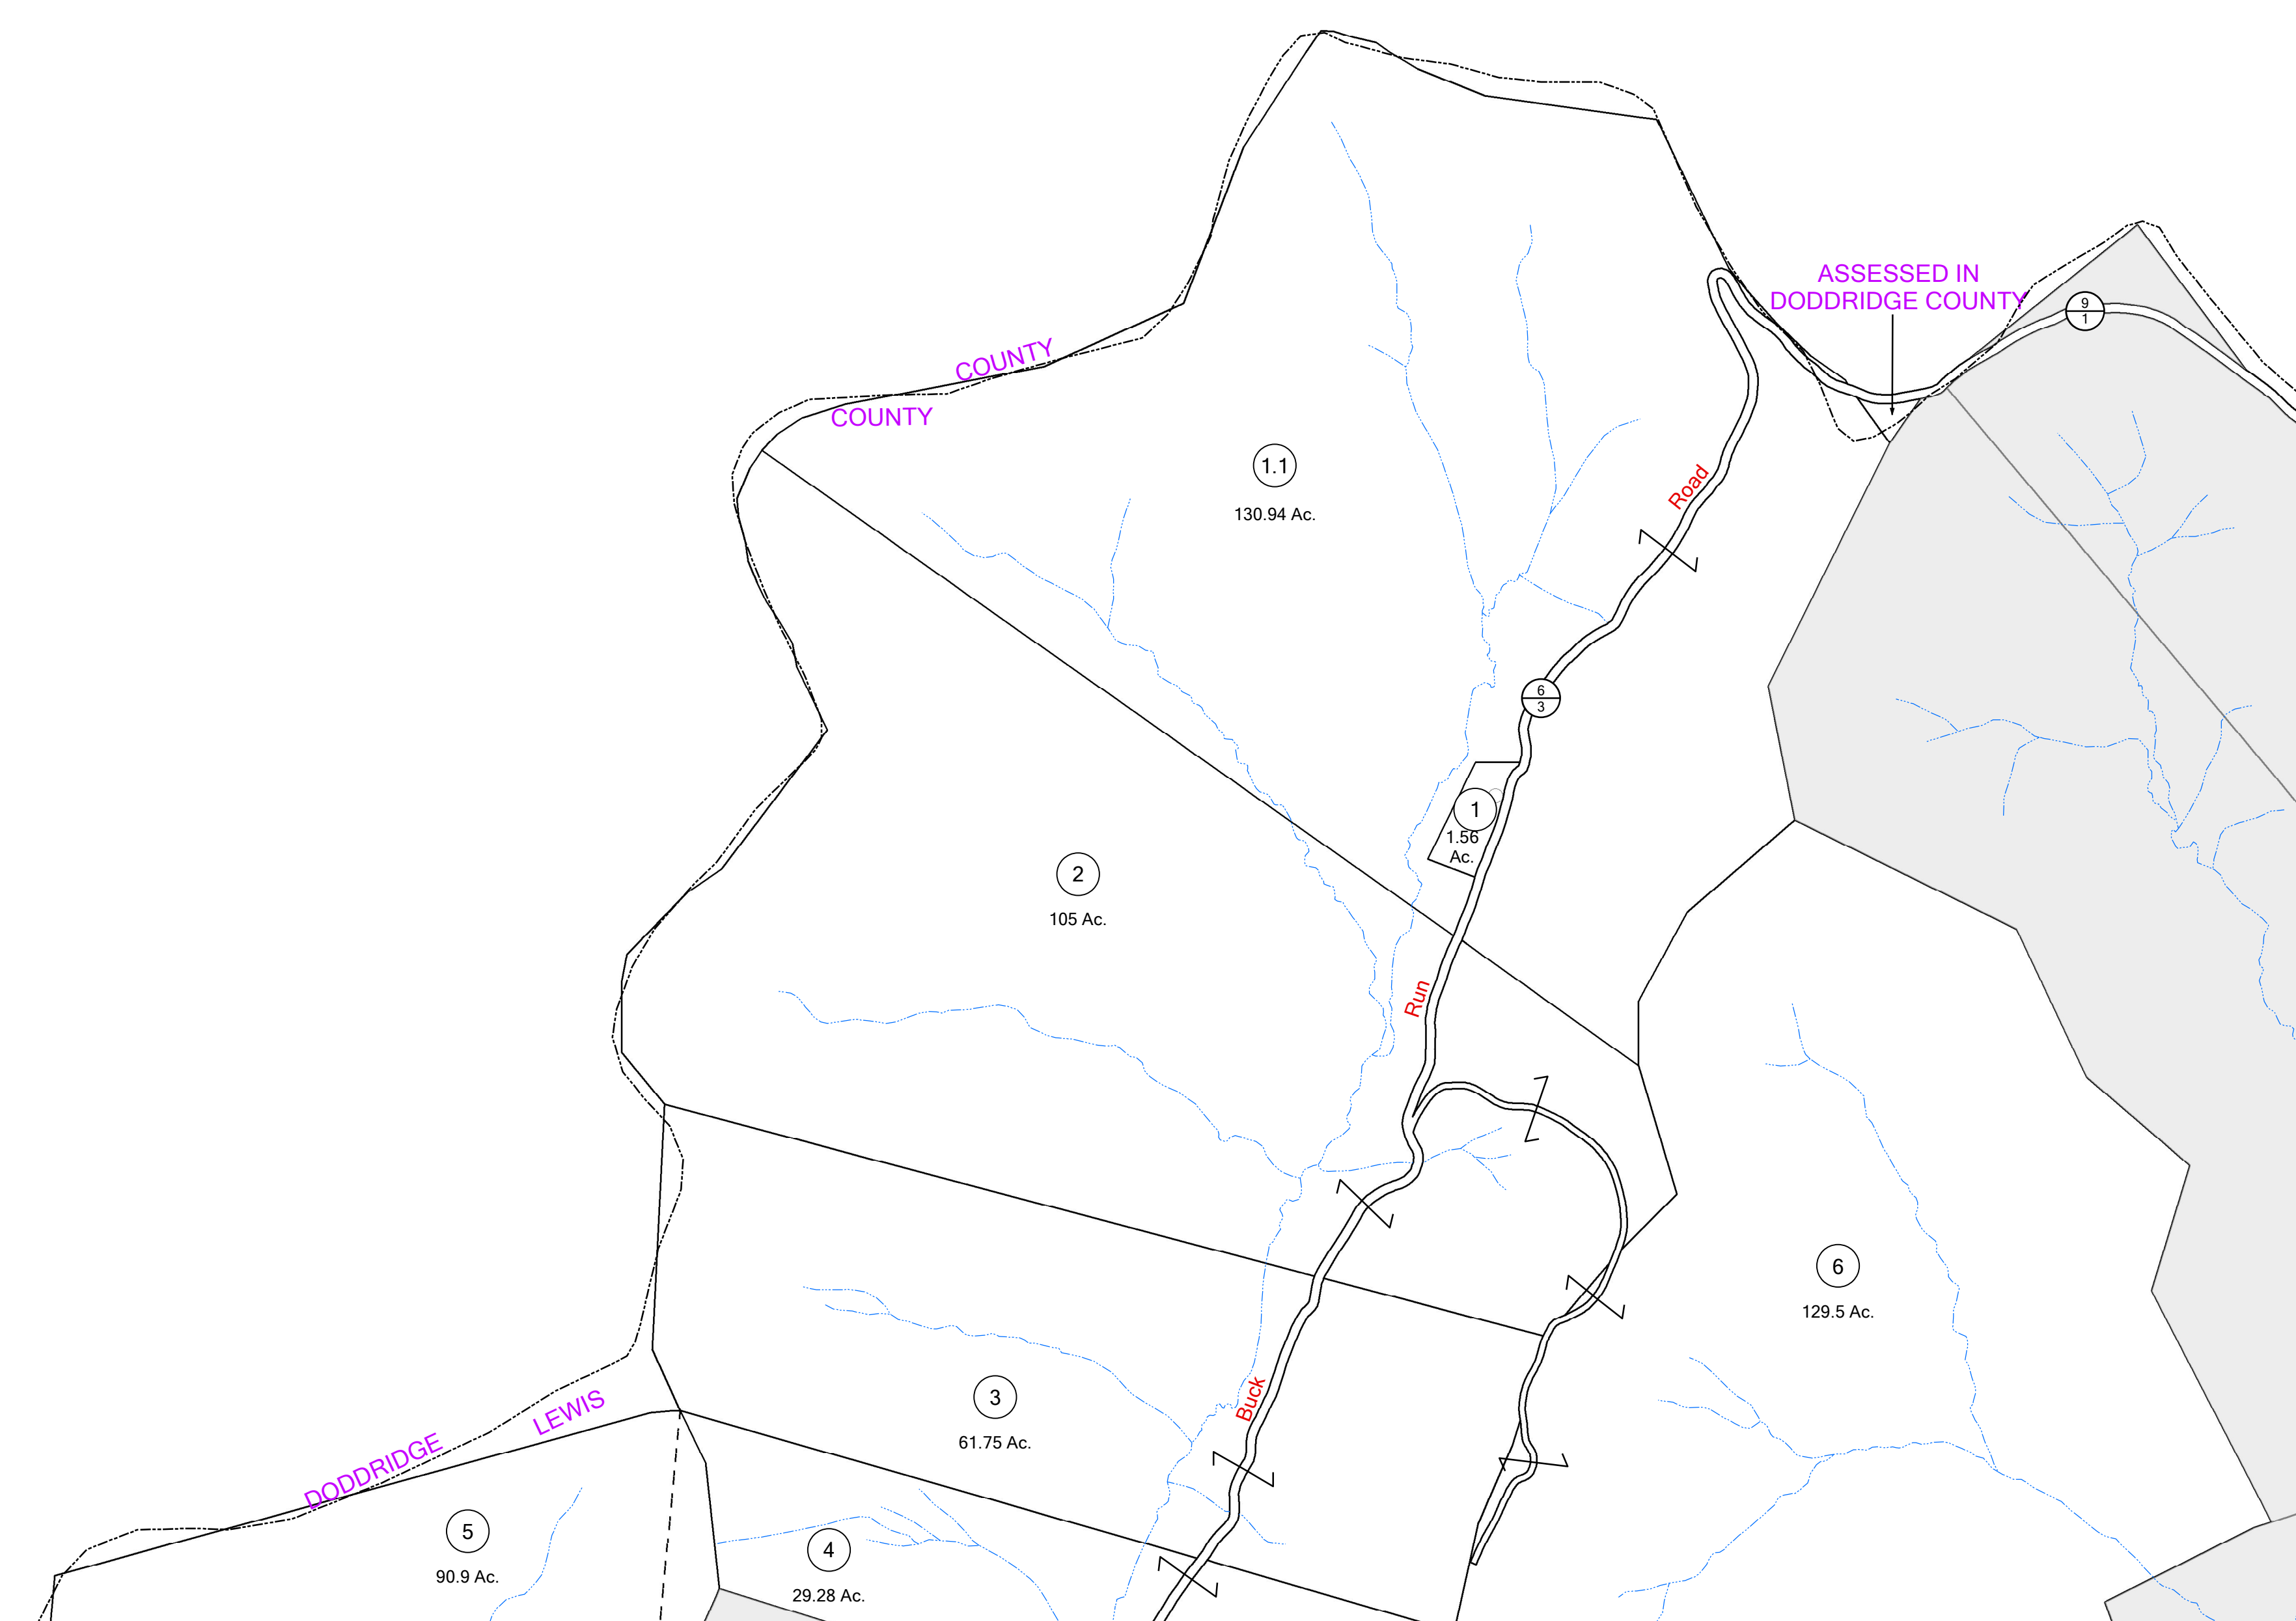 ASSESSED IN
DODDRIDGE COUNTY
9
1
COUNTY
COUNTY
1.1
130.94 Ac.
Road
6
3
1
1.56
Ac.
2
105 Ac.
Run
6
129.5 Ac.
3
61.75 Ac.
Buck
LEWIS
DODDRIDGE
5
90.9 Ac.
4
29.28 Ac.